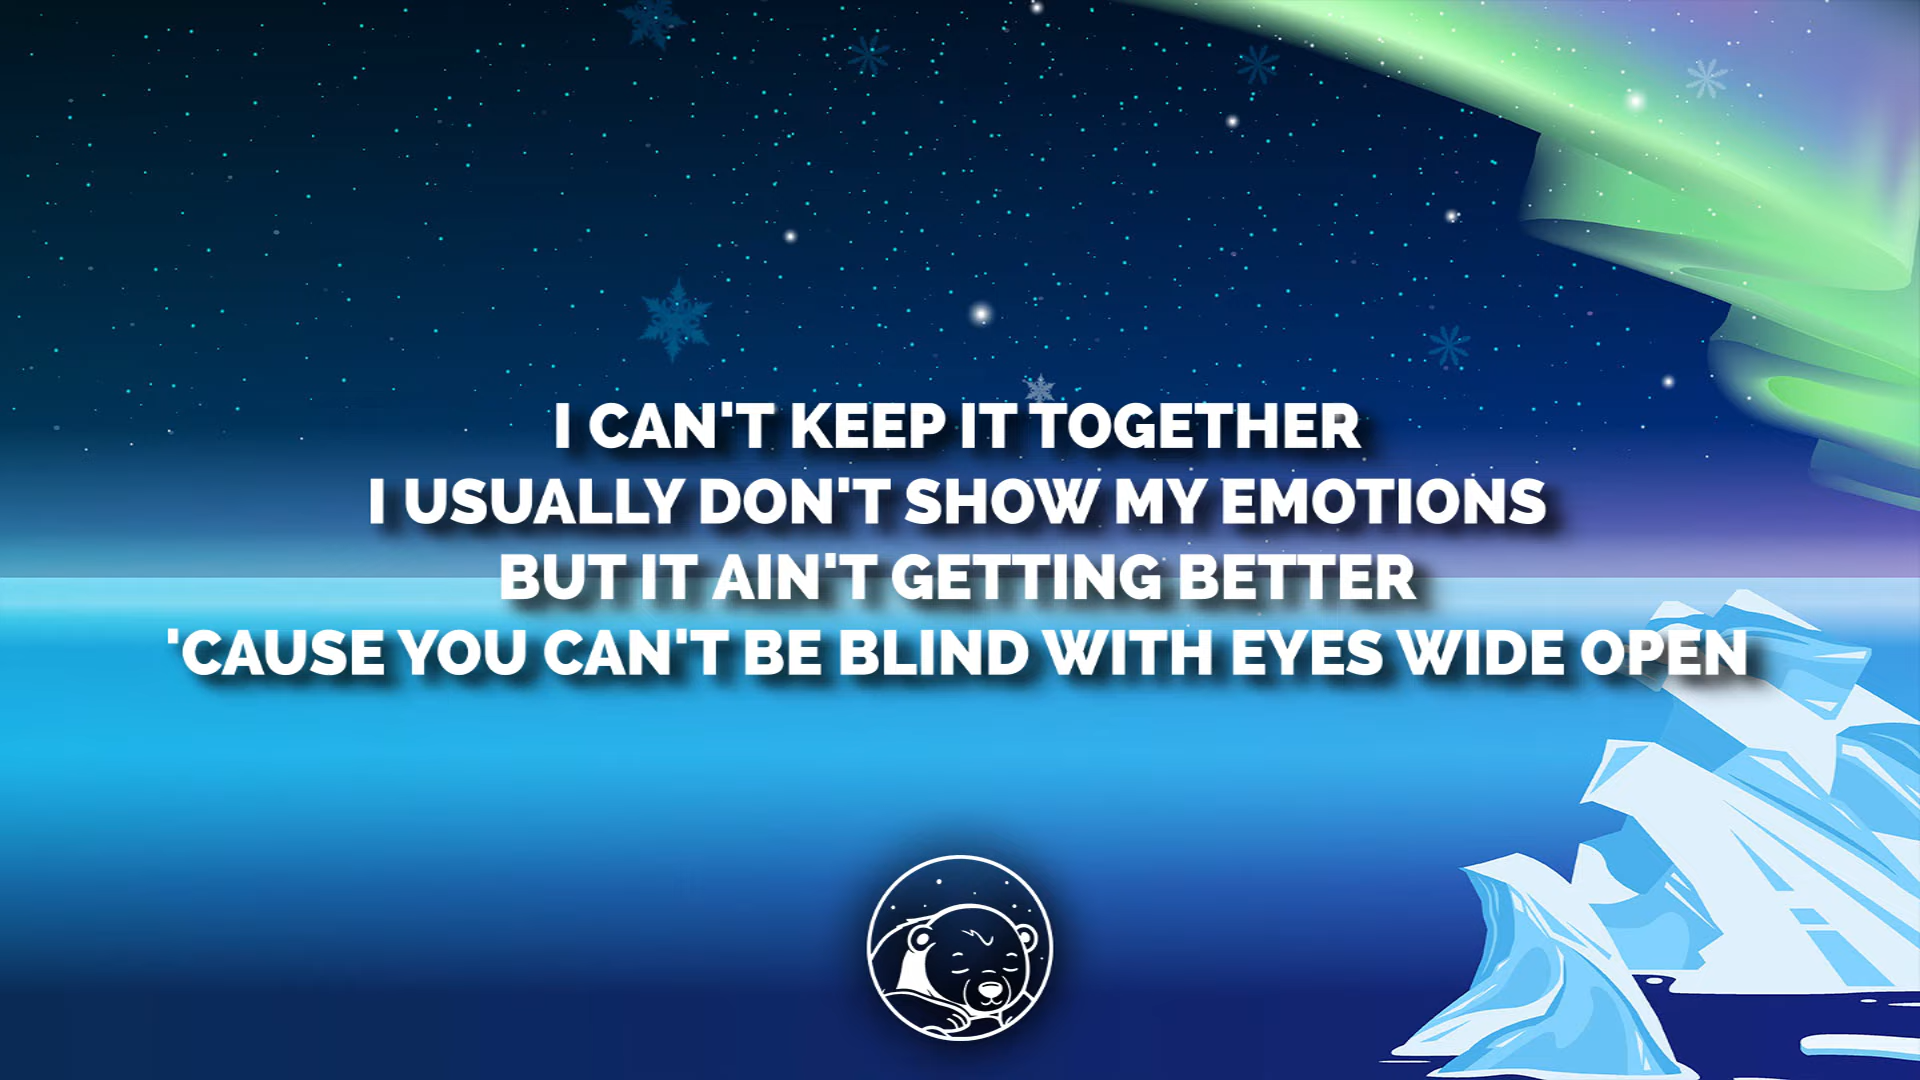 I CAN'T KEEP IT TOGETHER
I USUALLY DON'T SHOW MY EMOTIONS
BUT IT AIN'T GETTING BETTER
'CAUSE YOU CAN'T BE BLIND WITH EYES WIDE OPEN